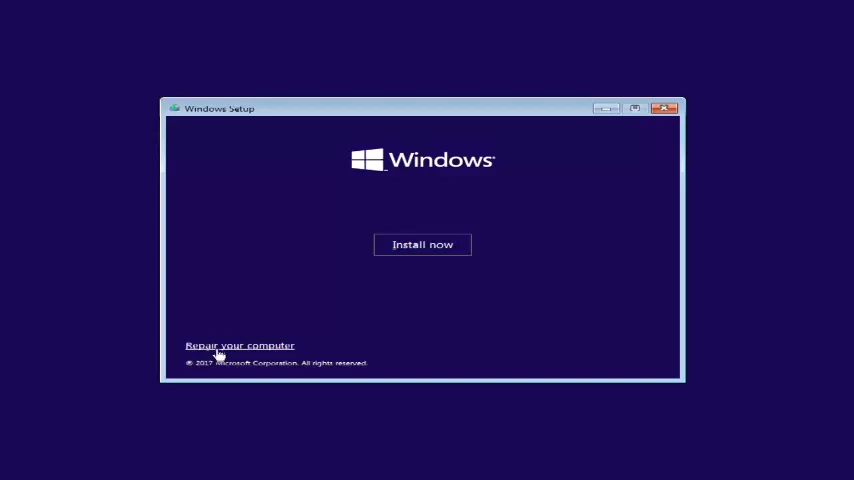 Windows Setup
Windows
Install now
Repair your computer
© 2017 Microsoft Corporation. All rights reserved.